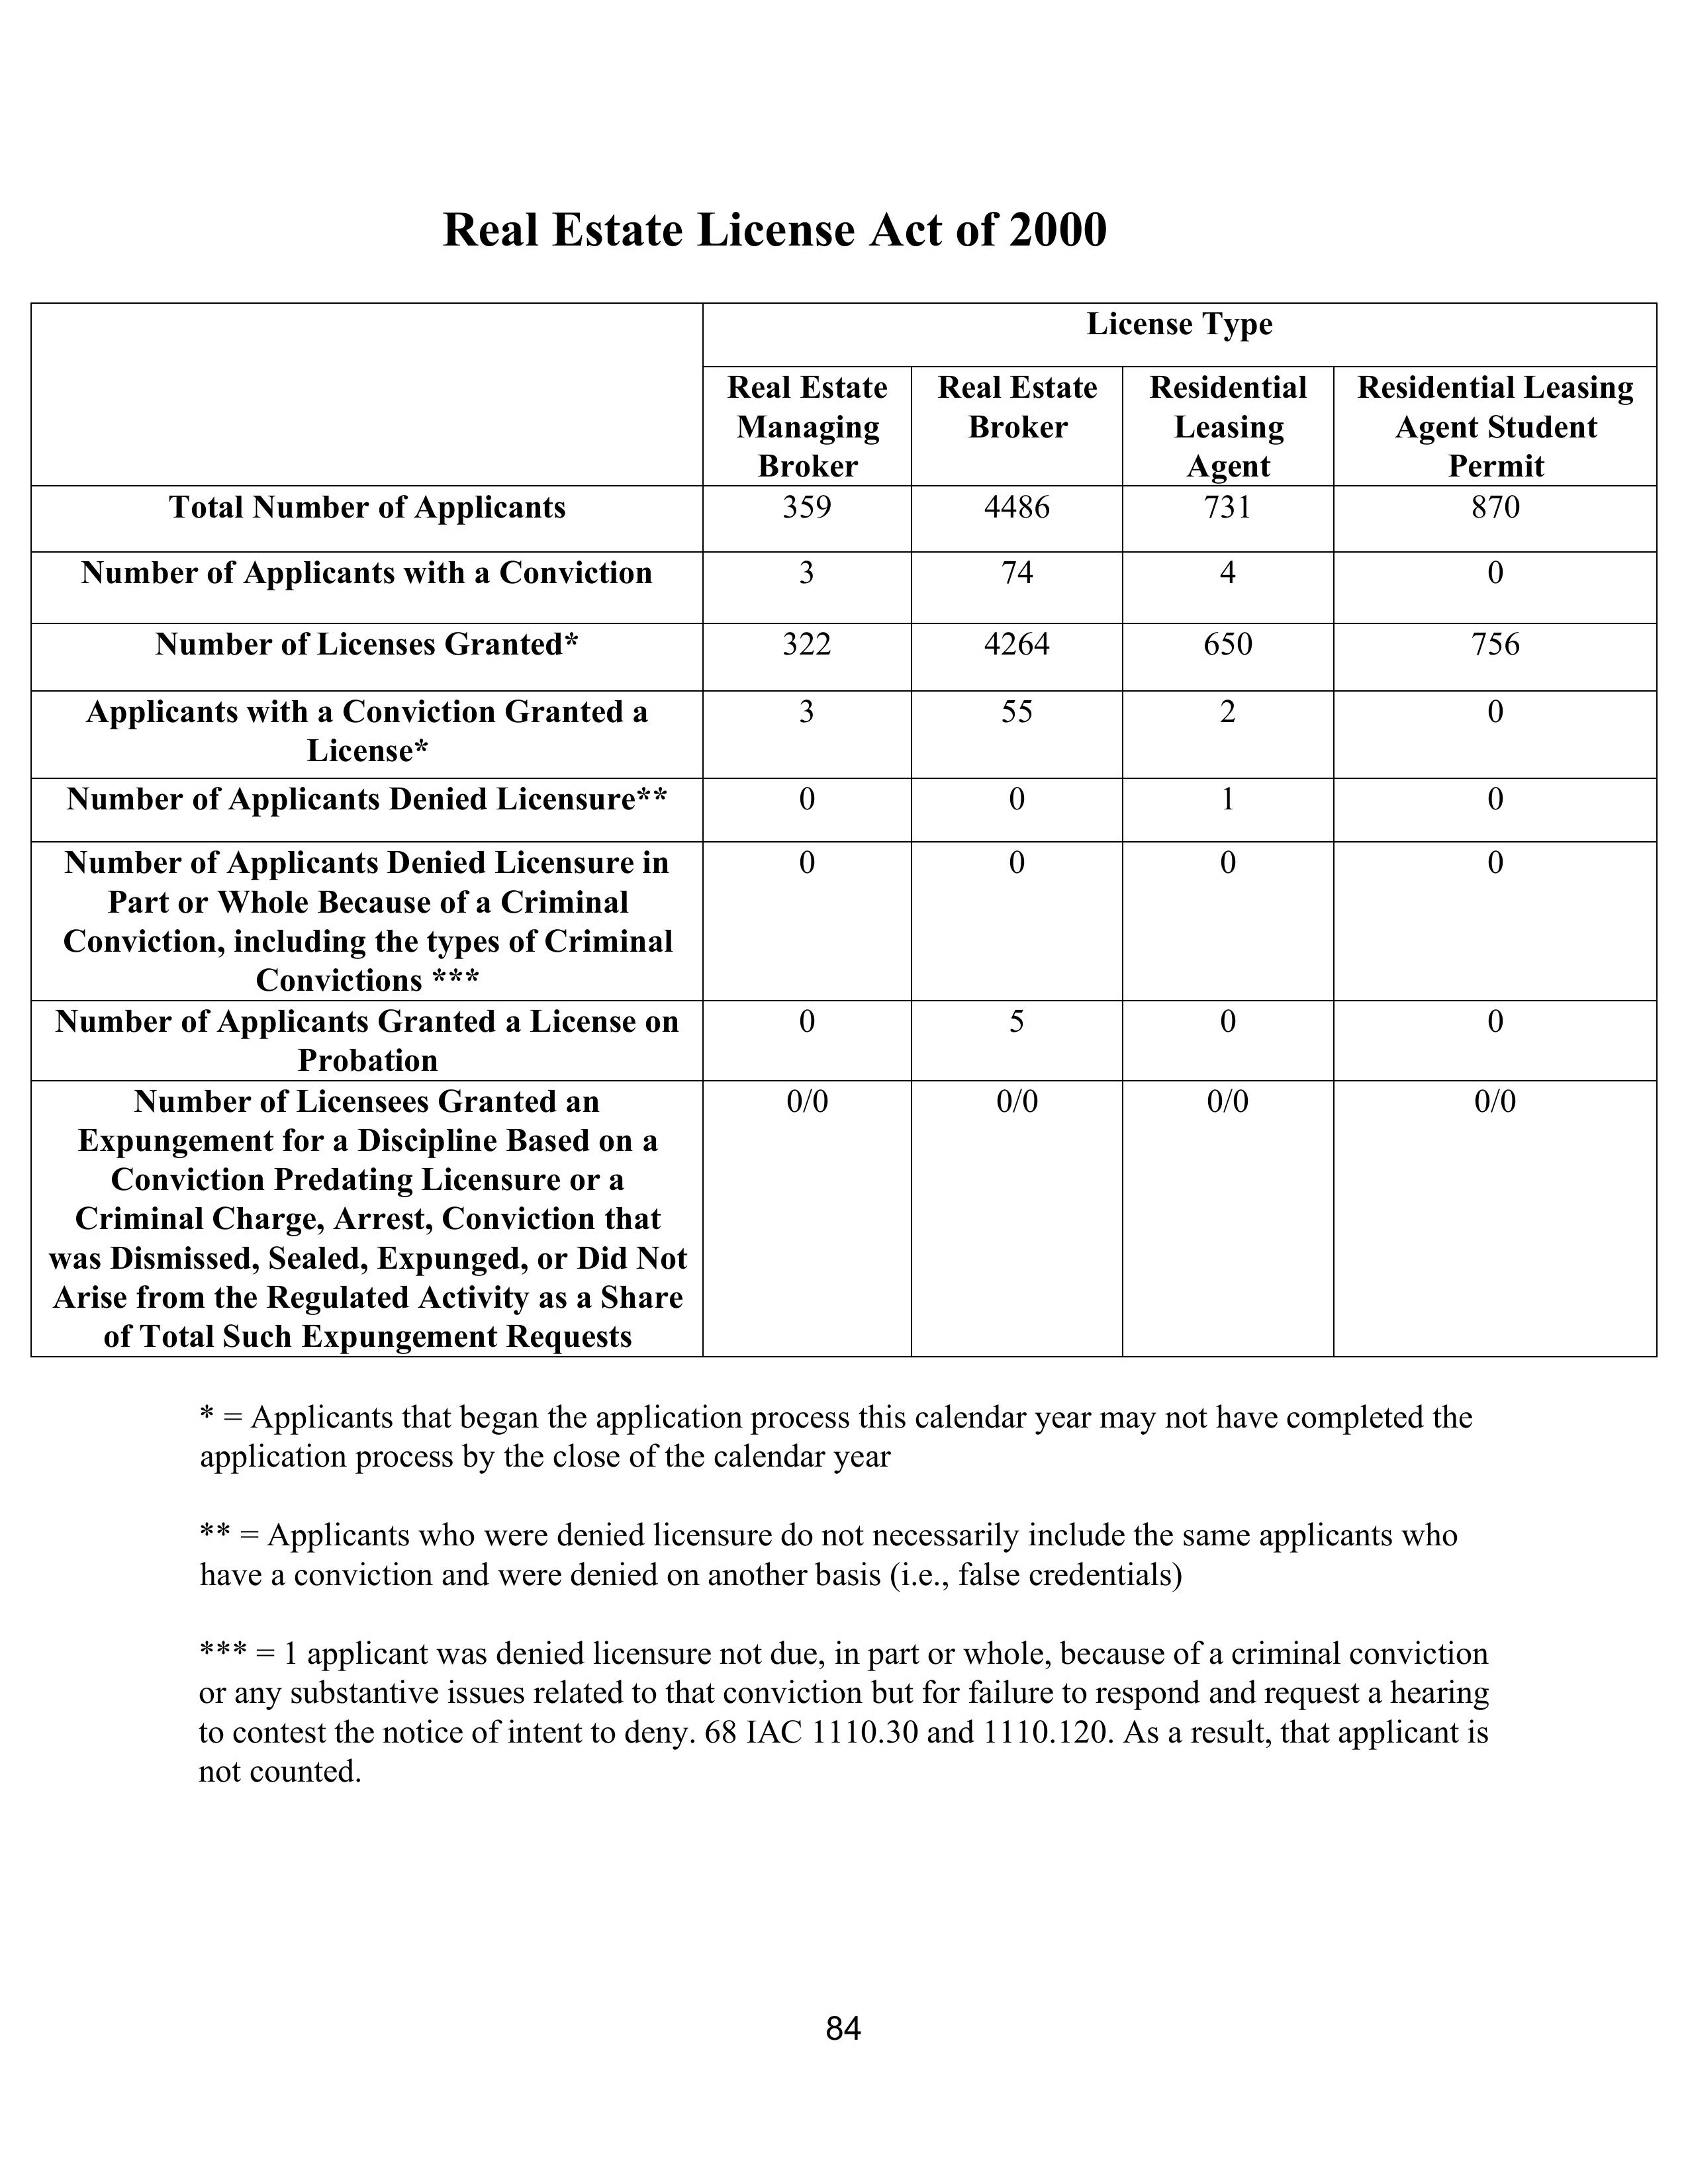 Real Estate License Act of 2000
License Type
Real Estate
Managing
Broker
Real Estate
Broker
Residential
Leasing
Agent
Residential Leasing
Agent Student
Permit
Total Number of Applicants 359 4486 731 870
Number of Applicants with a Conviction 3 74 4 0
Number of Licenses Granted* 322 4264 650 756
Applicants with a Conviction Granted a 3 55 2 0
License*
Number of Applicants Denied Licensure** 0 0 1 0
Number of Applicants Denied Licensure in 0 0 0 0
Part or Whole Because of a Criminal
Conviction, including the types of Criminal
Convictions ***
Number of Applicants Granted a License on 0 5 0 0
Probation
Number of Licensees Granted an 0/0 0/0 0/0 0/0
Expungement for a Discipline Based on a
Conviction Predating Licensure or a
Criminal Charge, Arrest, Conviction that
was Dismissed, Sealed, Expunged, or Did Not
Arise from the Regulated Activity as a Share
of Total Such Expungement Requests
* = Applicants that began the application process this calendar year may not have completed the
application process by the close of the calendar year
** = Applicants who were denied licensure do not necessarily include the same applicants who
have a conviction and were denied on another basis (i.e., false credentials)
*** = 1 applicant was denied licensure not due, in part or whole, because of a criminal conviction
or any substantive issues related to that conviction but for failure to respond and request a hearing
to contest the notice of intent to deny. 68 IAC 1110.30 and 1110.120. As a result, that applicant is
not counted.
84